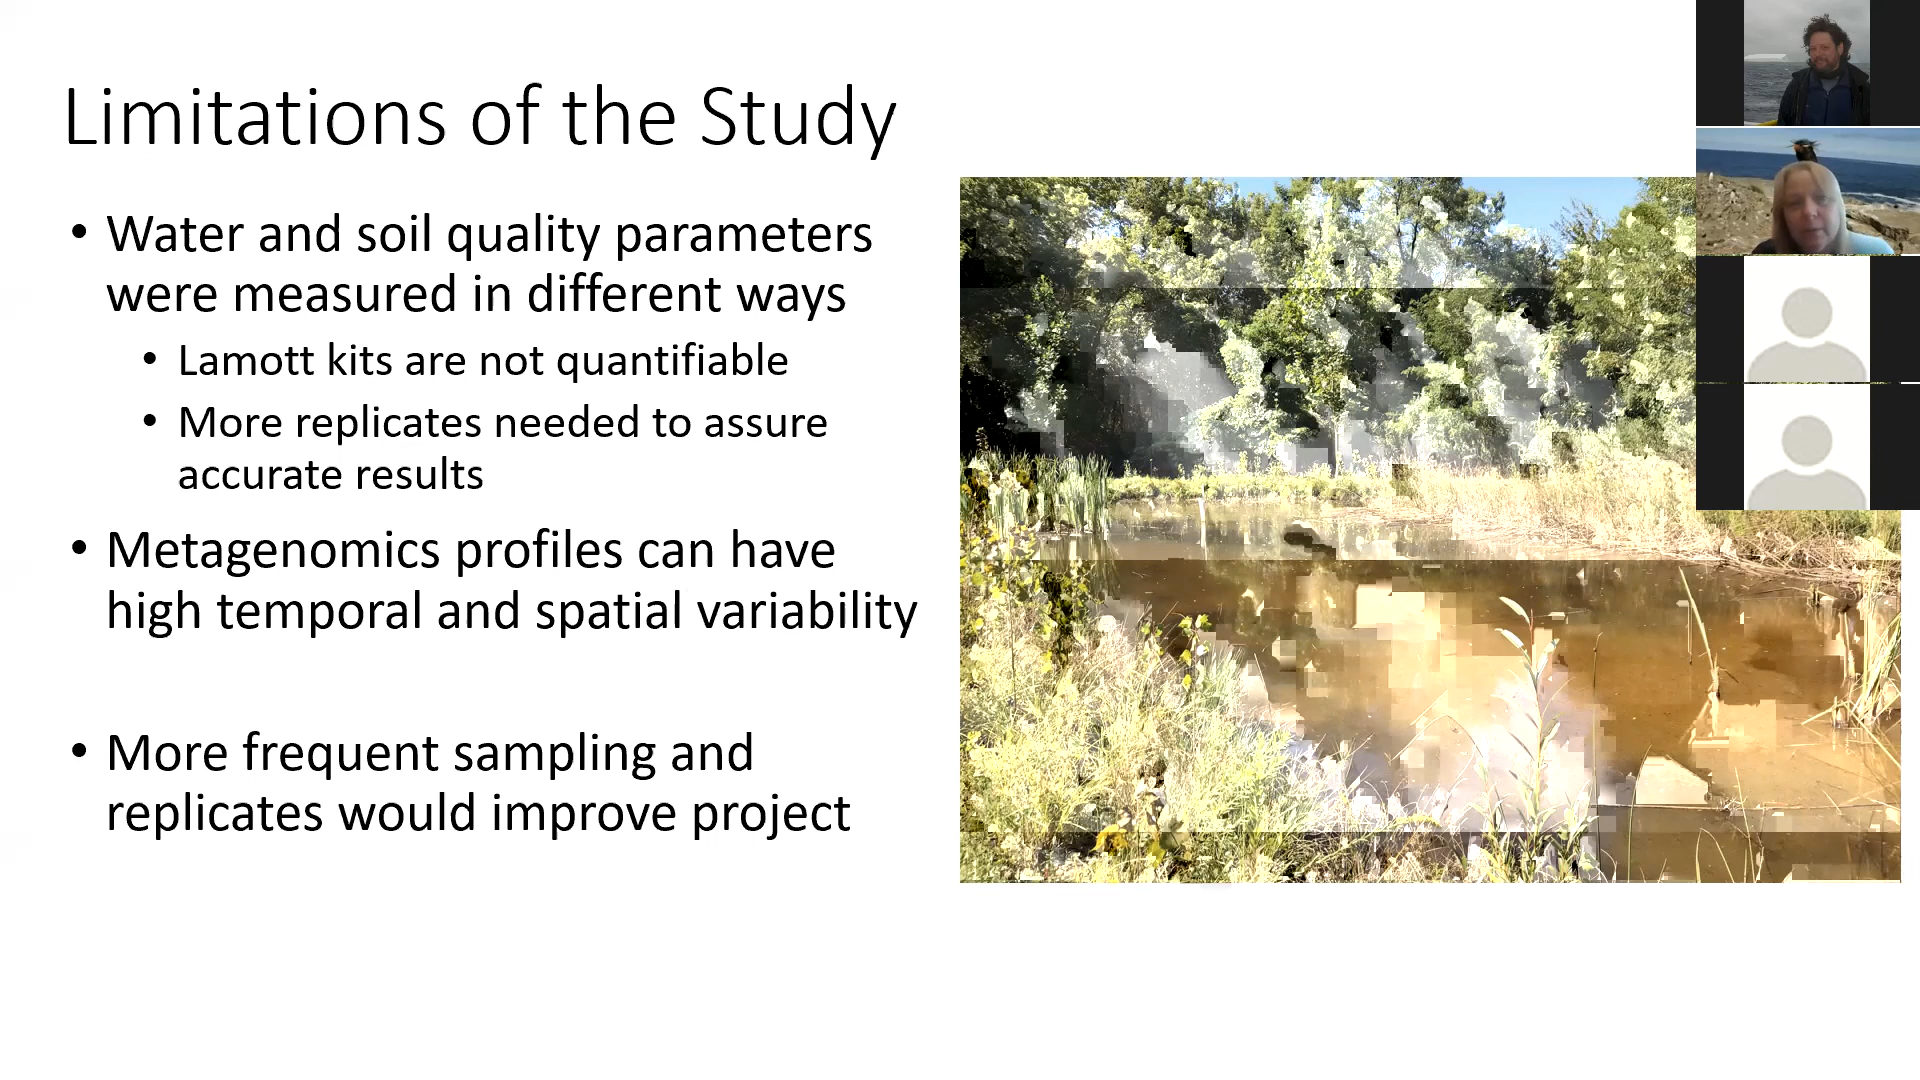 Limitations of the Study
• Water and soil quality parameters
were measured in different ways
• Lamott kits are not quantifiable
• More replicates needed to assure
accurate results
• Metagenomics profiles can have
high temporal and spatial variability
• More frequent sampling and
replicates would improve project